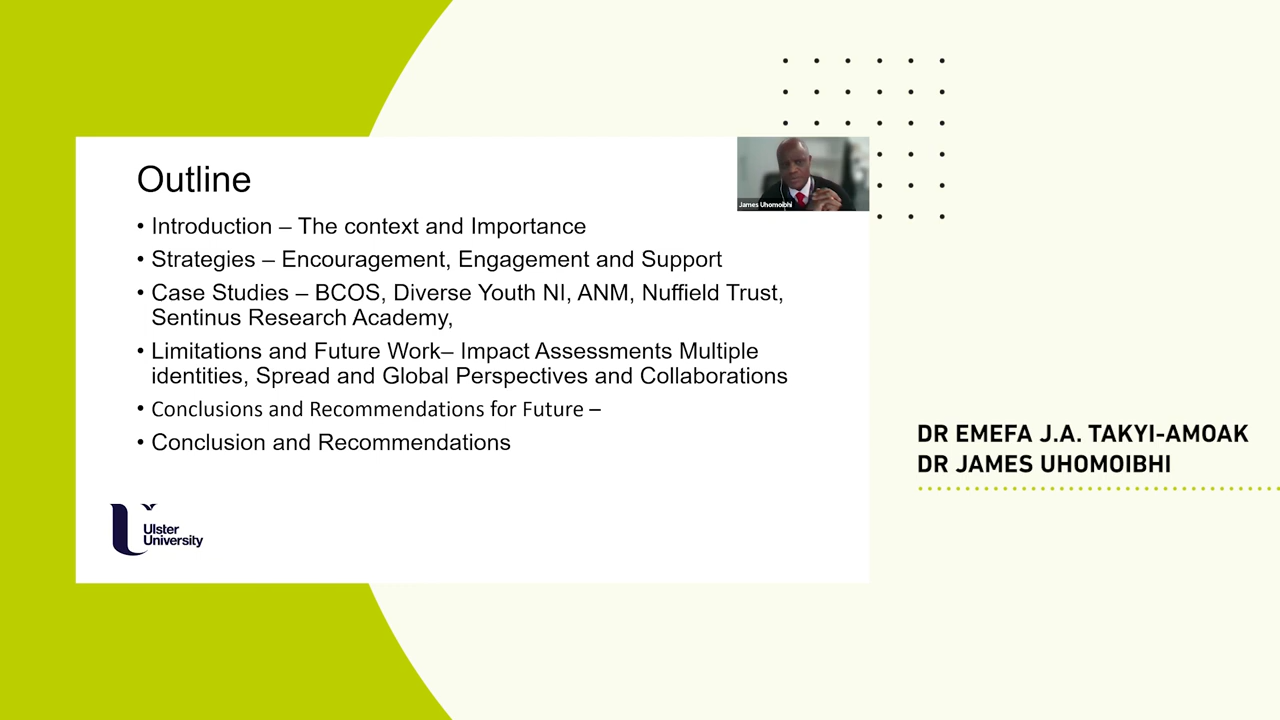 Outline
James Uhomoibhi
• Introduction – The context and Importance
• Strategies – Encouragement, Engagement and Support
• Case Studies – BCOS, Diverse Youth NI, ANM, Nuffield Trust,
Sentinus Research Academy,
• Limitations and Future Work– Impact Assessments Multiple
identities, Spread and Global Perspectives and Collaborations
• Conclusions and Recommendations for Future –
• Conclusion and Recommendations
Ulster
University
DR EMEFA J.A. TAKYI-AMOAK
DR JAMES UHOMOIBHI